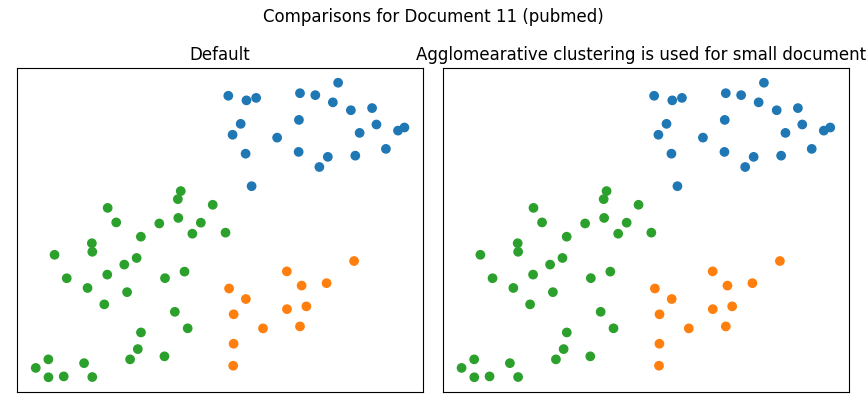 Comparisons for Document 11 (pubmed)
Default
Agglomearative clustering is used for small document